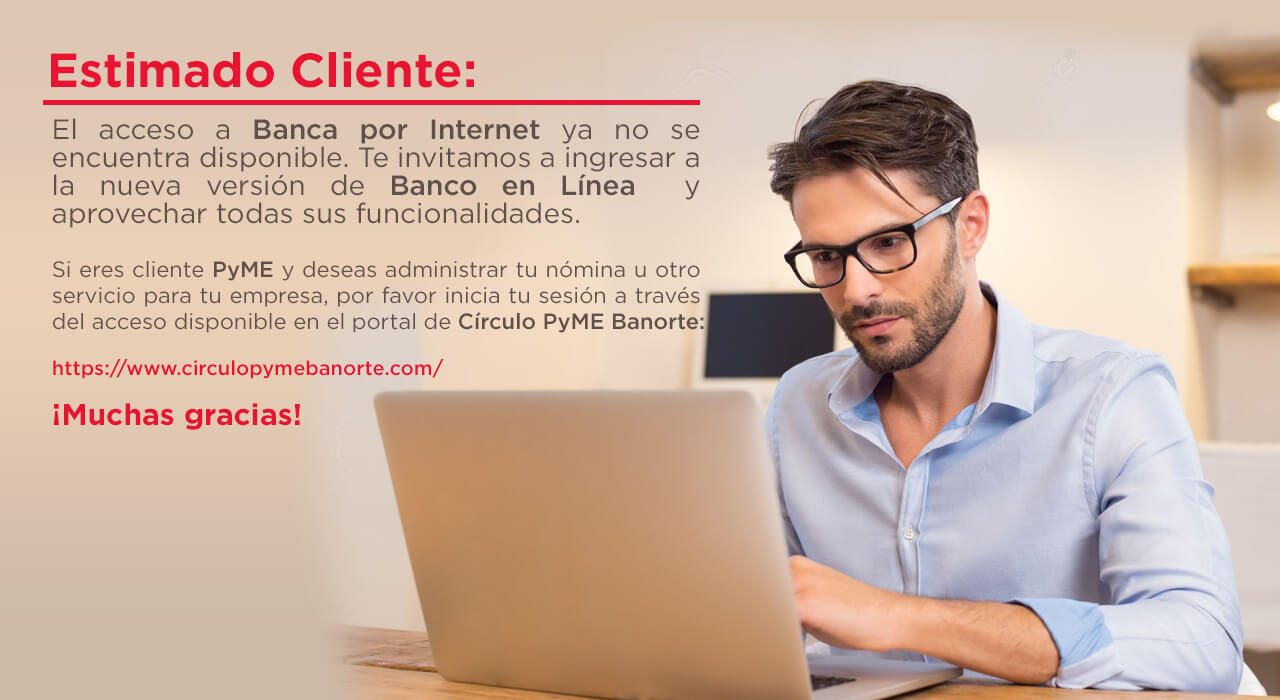 Estimado Cliente:
El acceso a Banca por Internet ya no se
encuentra disponible. Te invitamos a ingresar a
la nueva versión de Banco en Línea y
aprovechar todas sus funcionalidades.
Si eres cliente PyME y deseas administrar tu nómina u otro
servicio para tu empresa, por favor inicia tu sesión a través
del acceso disponible en el portal de Círculo PyME Banorte:
https://www.circulopymebanorte.com/
¡Muchas gracias!